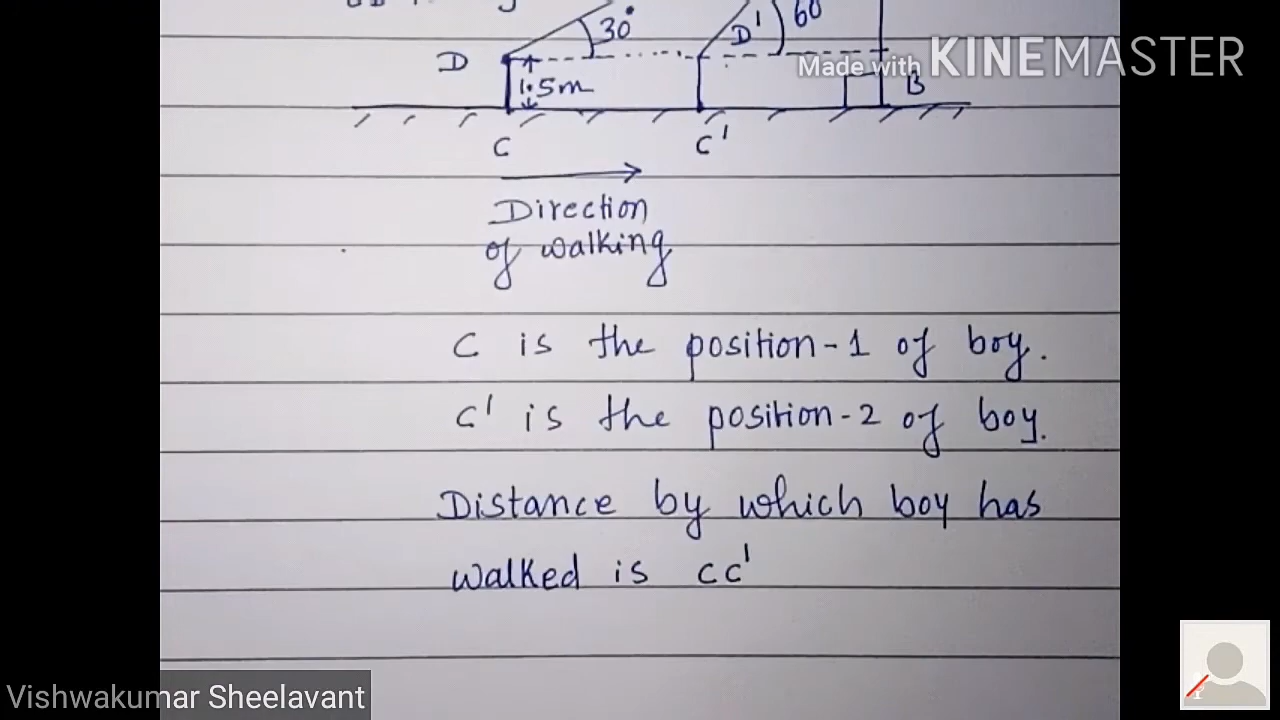 30°
D'
60
D
1.5m
B
Made with KINEMASTER
C
C'
Direction
of walking
C is the position-1 of boy.
C' is the position-2 of boy.
Distance by which boy has
walked is CC'
Vishwakumar Sheelavant